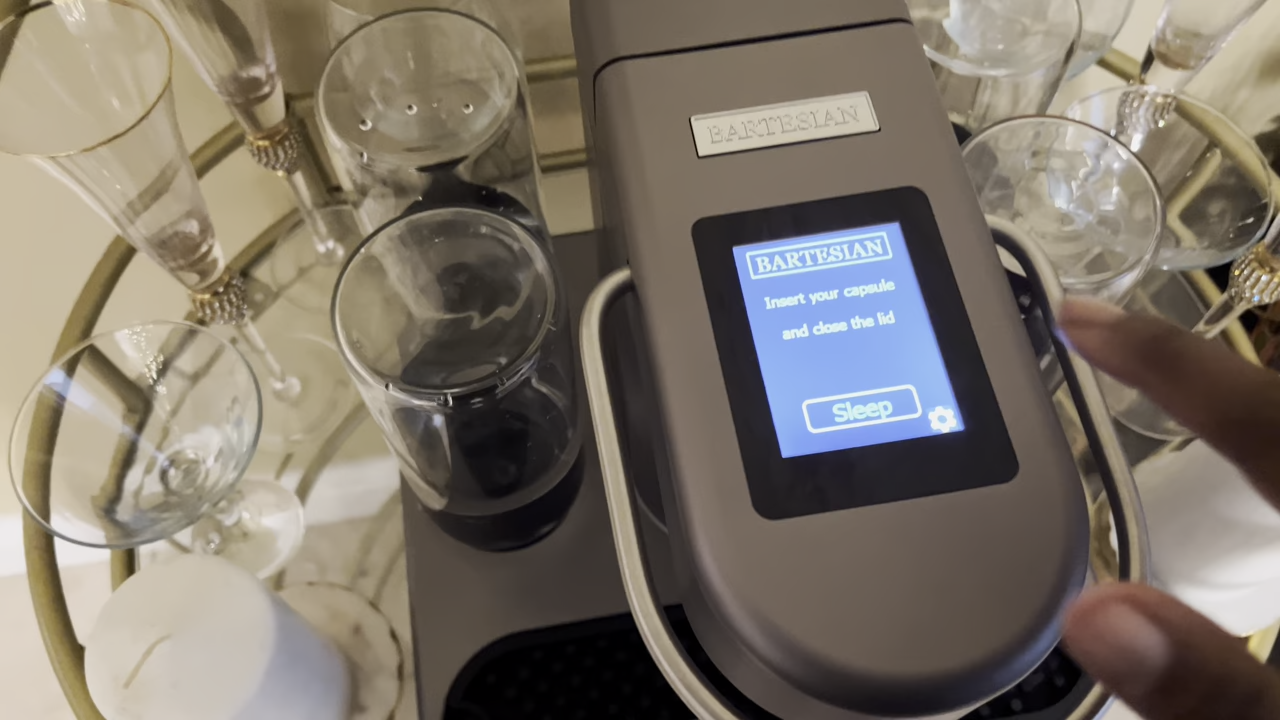 BARTESIAN
BARTESIAN
Insert your capsule
and close the lid
Sleep